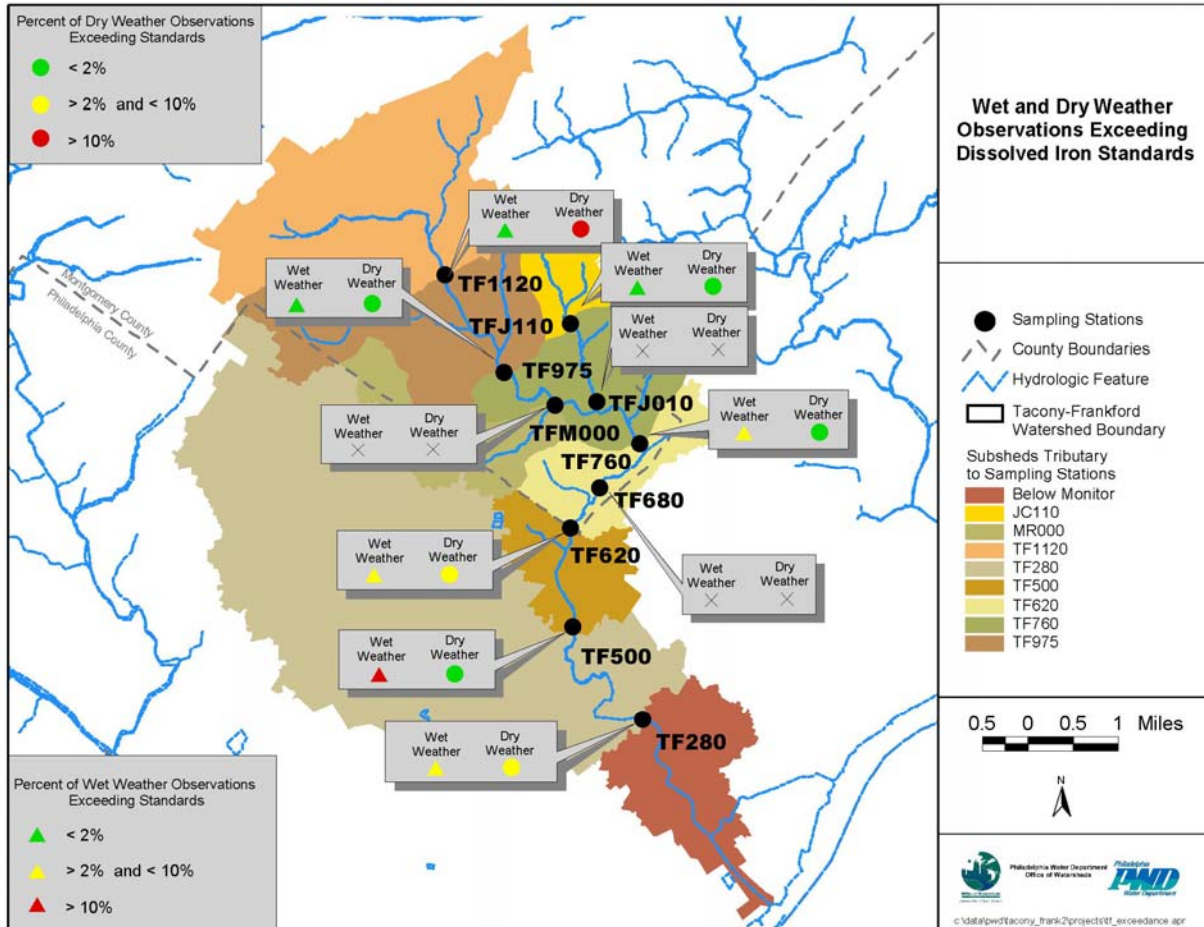 Percent of Dry Weather Observations
Exceeding Standards
< 2%
> 2% and < 10%
> 10%
Wet and Dry Weather
Observations Exceeding
Dissolved Iron Standards
Wet
Weather
Dry
Weather
TF1120
Wet
Weather
Dry
Weather
TFJ110
Wet
Weather
Dry
Weather
TF975
Wet
Weather
Dry
Weather
TFJ010
Wet
Weather
Dry
Weather
TFM000
Wet
Weather
Dry
Weather
TF760
TF680
Wet
Weather
Dry
Weather
TF620
Wet
Weather
Dry
Weather
TF500
Wet
Weather
Dry
Weather
TF280
Wet
Weather
Dry
Weather
Montgomery County
Philadelphia County
Sampling Stations
County Boundaries
Hydrologic Feature
Tacony-Frankford
Watershed Boundary
Subsheds Tributary
to Sampling Stations
Below Monitor
JC110
MR000
TF1120
TF280
TF500
TF620
TF760
TF975
0.5 0 0.5 1 Miles
N
Percent of Wet Weather Observations
Exceeding Standards
< 2%
> 2% and < 10%
> 10%
Philadelphia Water Department
Office of Watersheds
Philadelphia
PWD
Water Department
c:\data\pwd\tacony_frank2\projects\tf_exceedance.apr